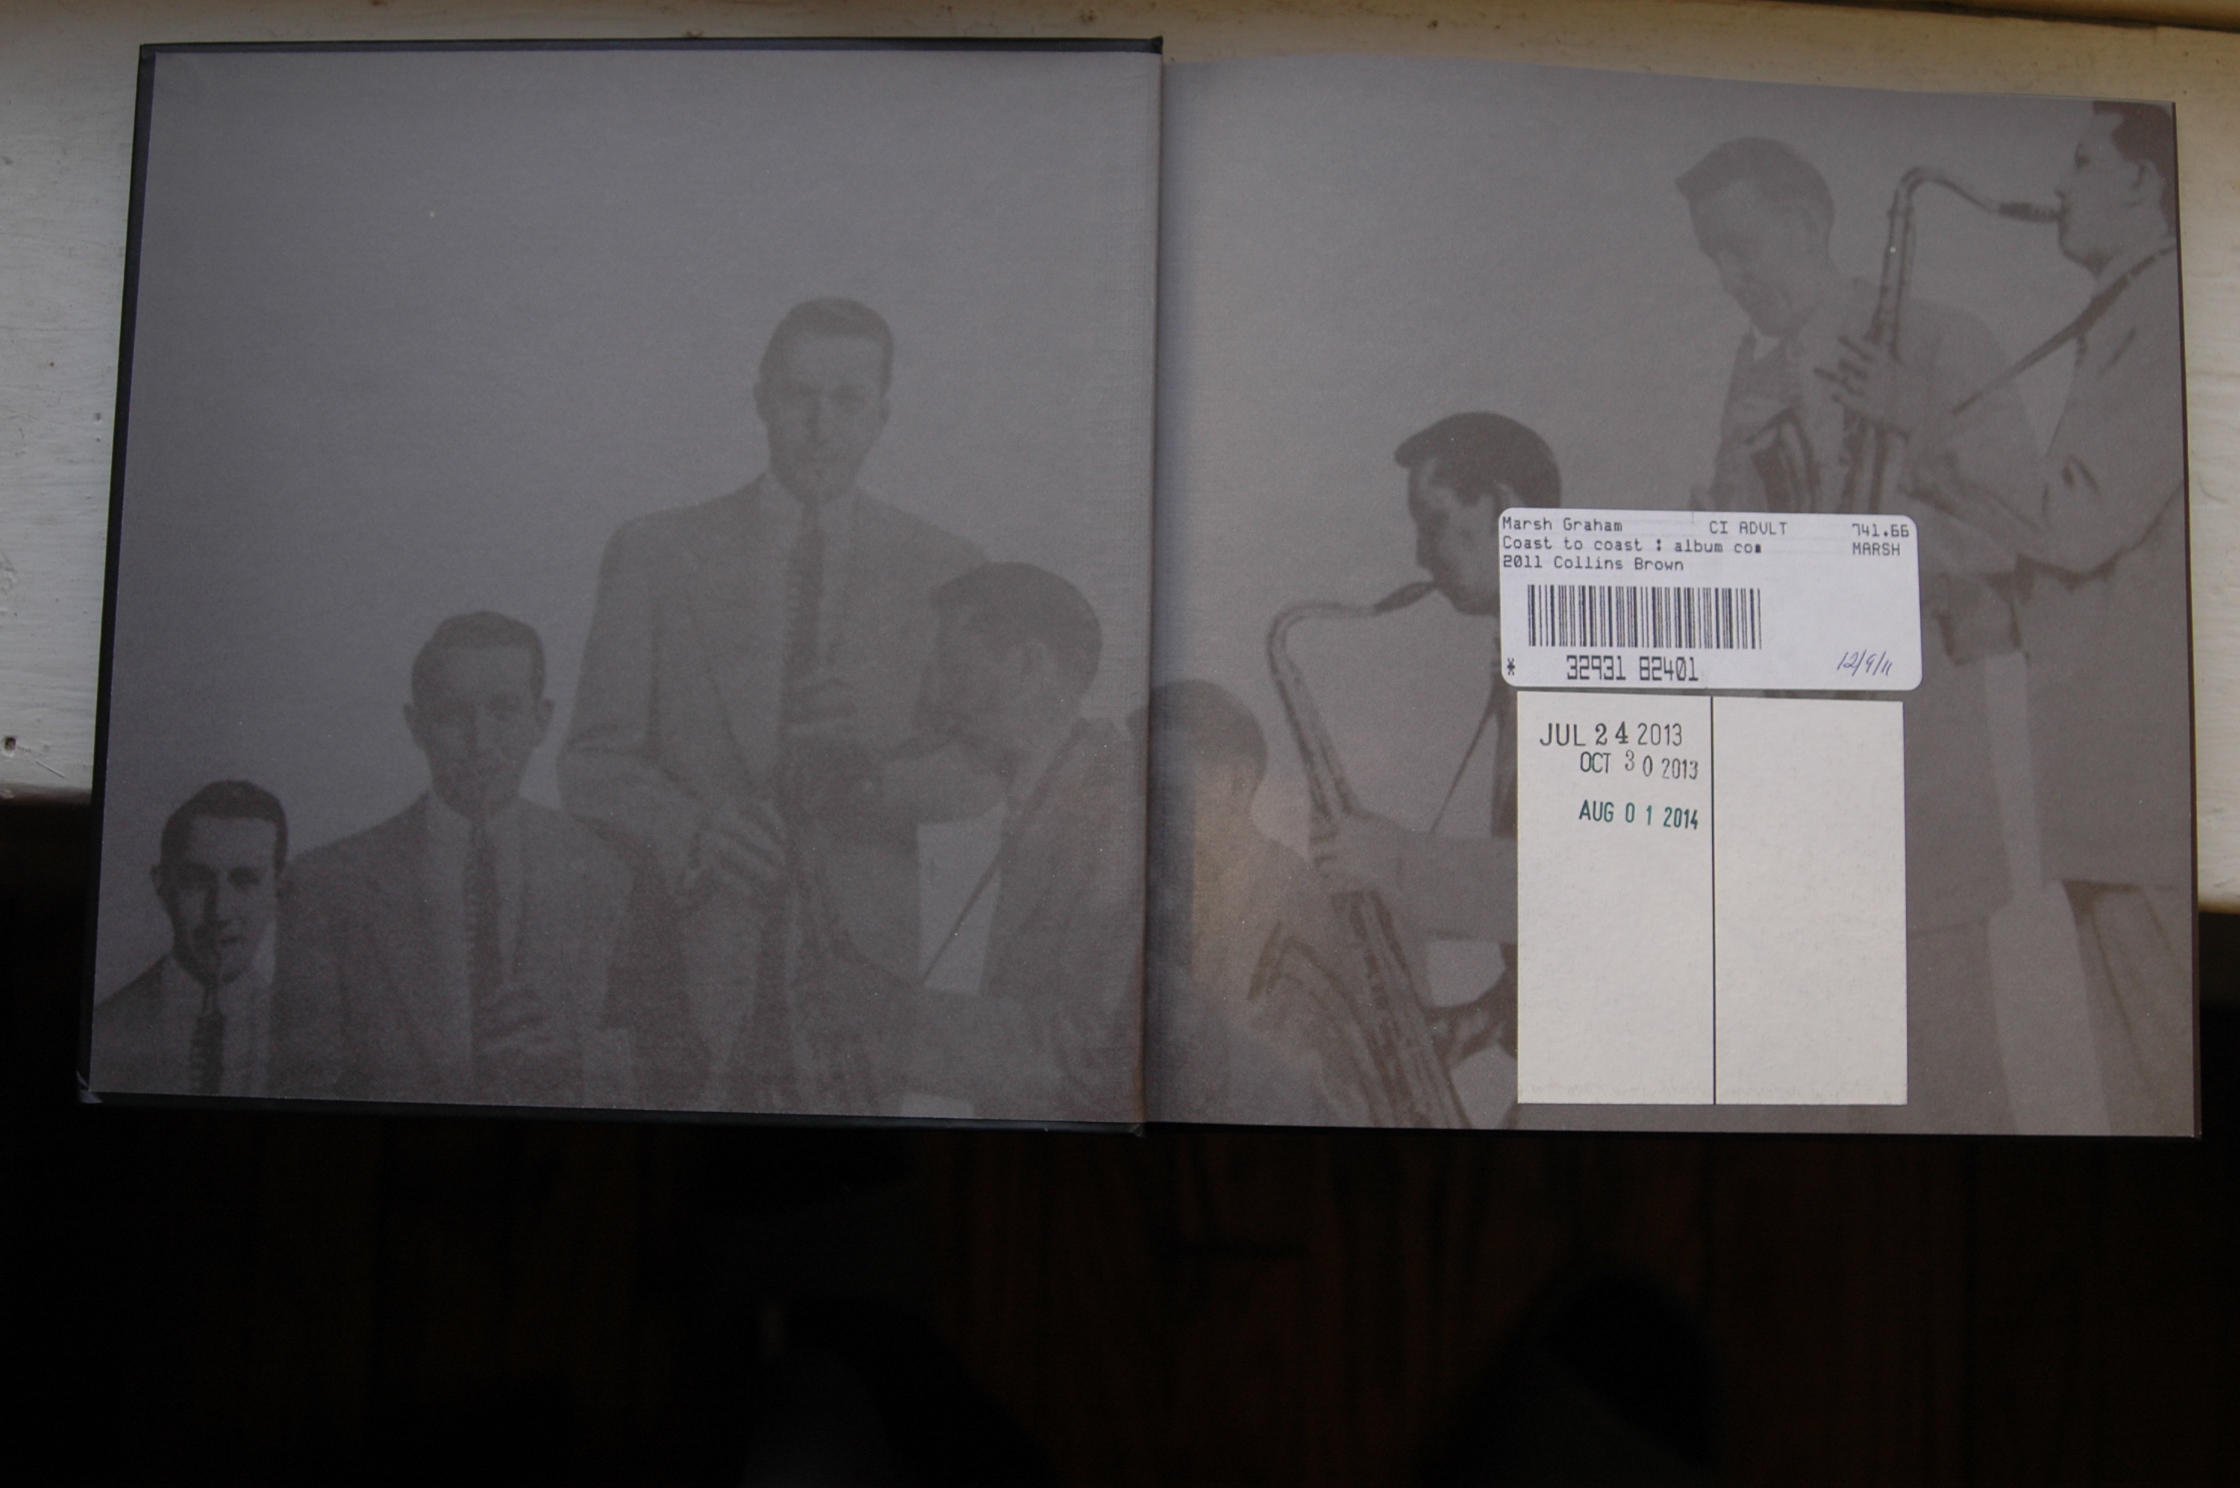 Marsh Graham CI ADULT 741.66
Coast to coast : album com MARSH
2011 Collins Brown
* 32931 82401 12/9/11
JUL 24 2013
OCT 30 2013
AUG 01 2014